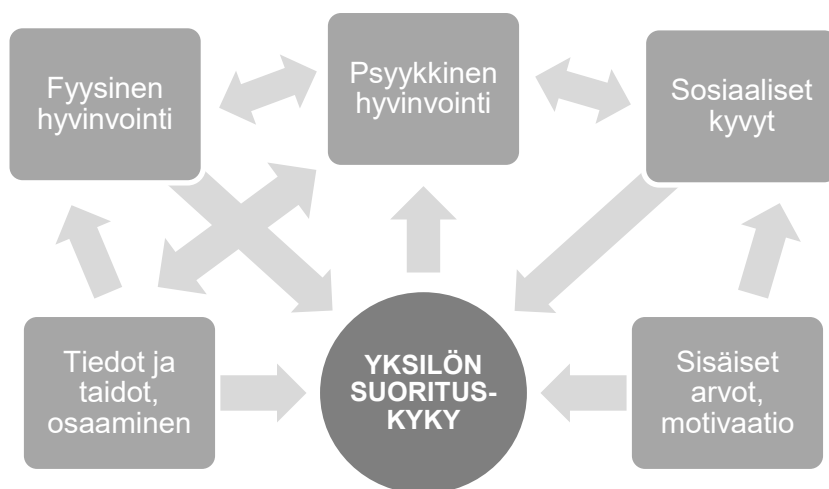 Fyysinen
hyvinvointi
Psyykkinen
hyvinvointi
Sosiaaliset
kyvyt
Tiedot ja
taidot,
osaaminen
YKSILÖN
SUORITUS-
KYKY
Sisäiset
arvot,
motivaatio